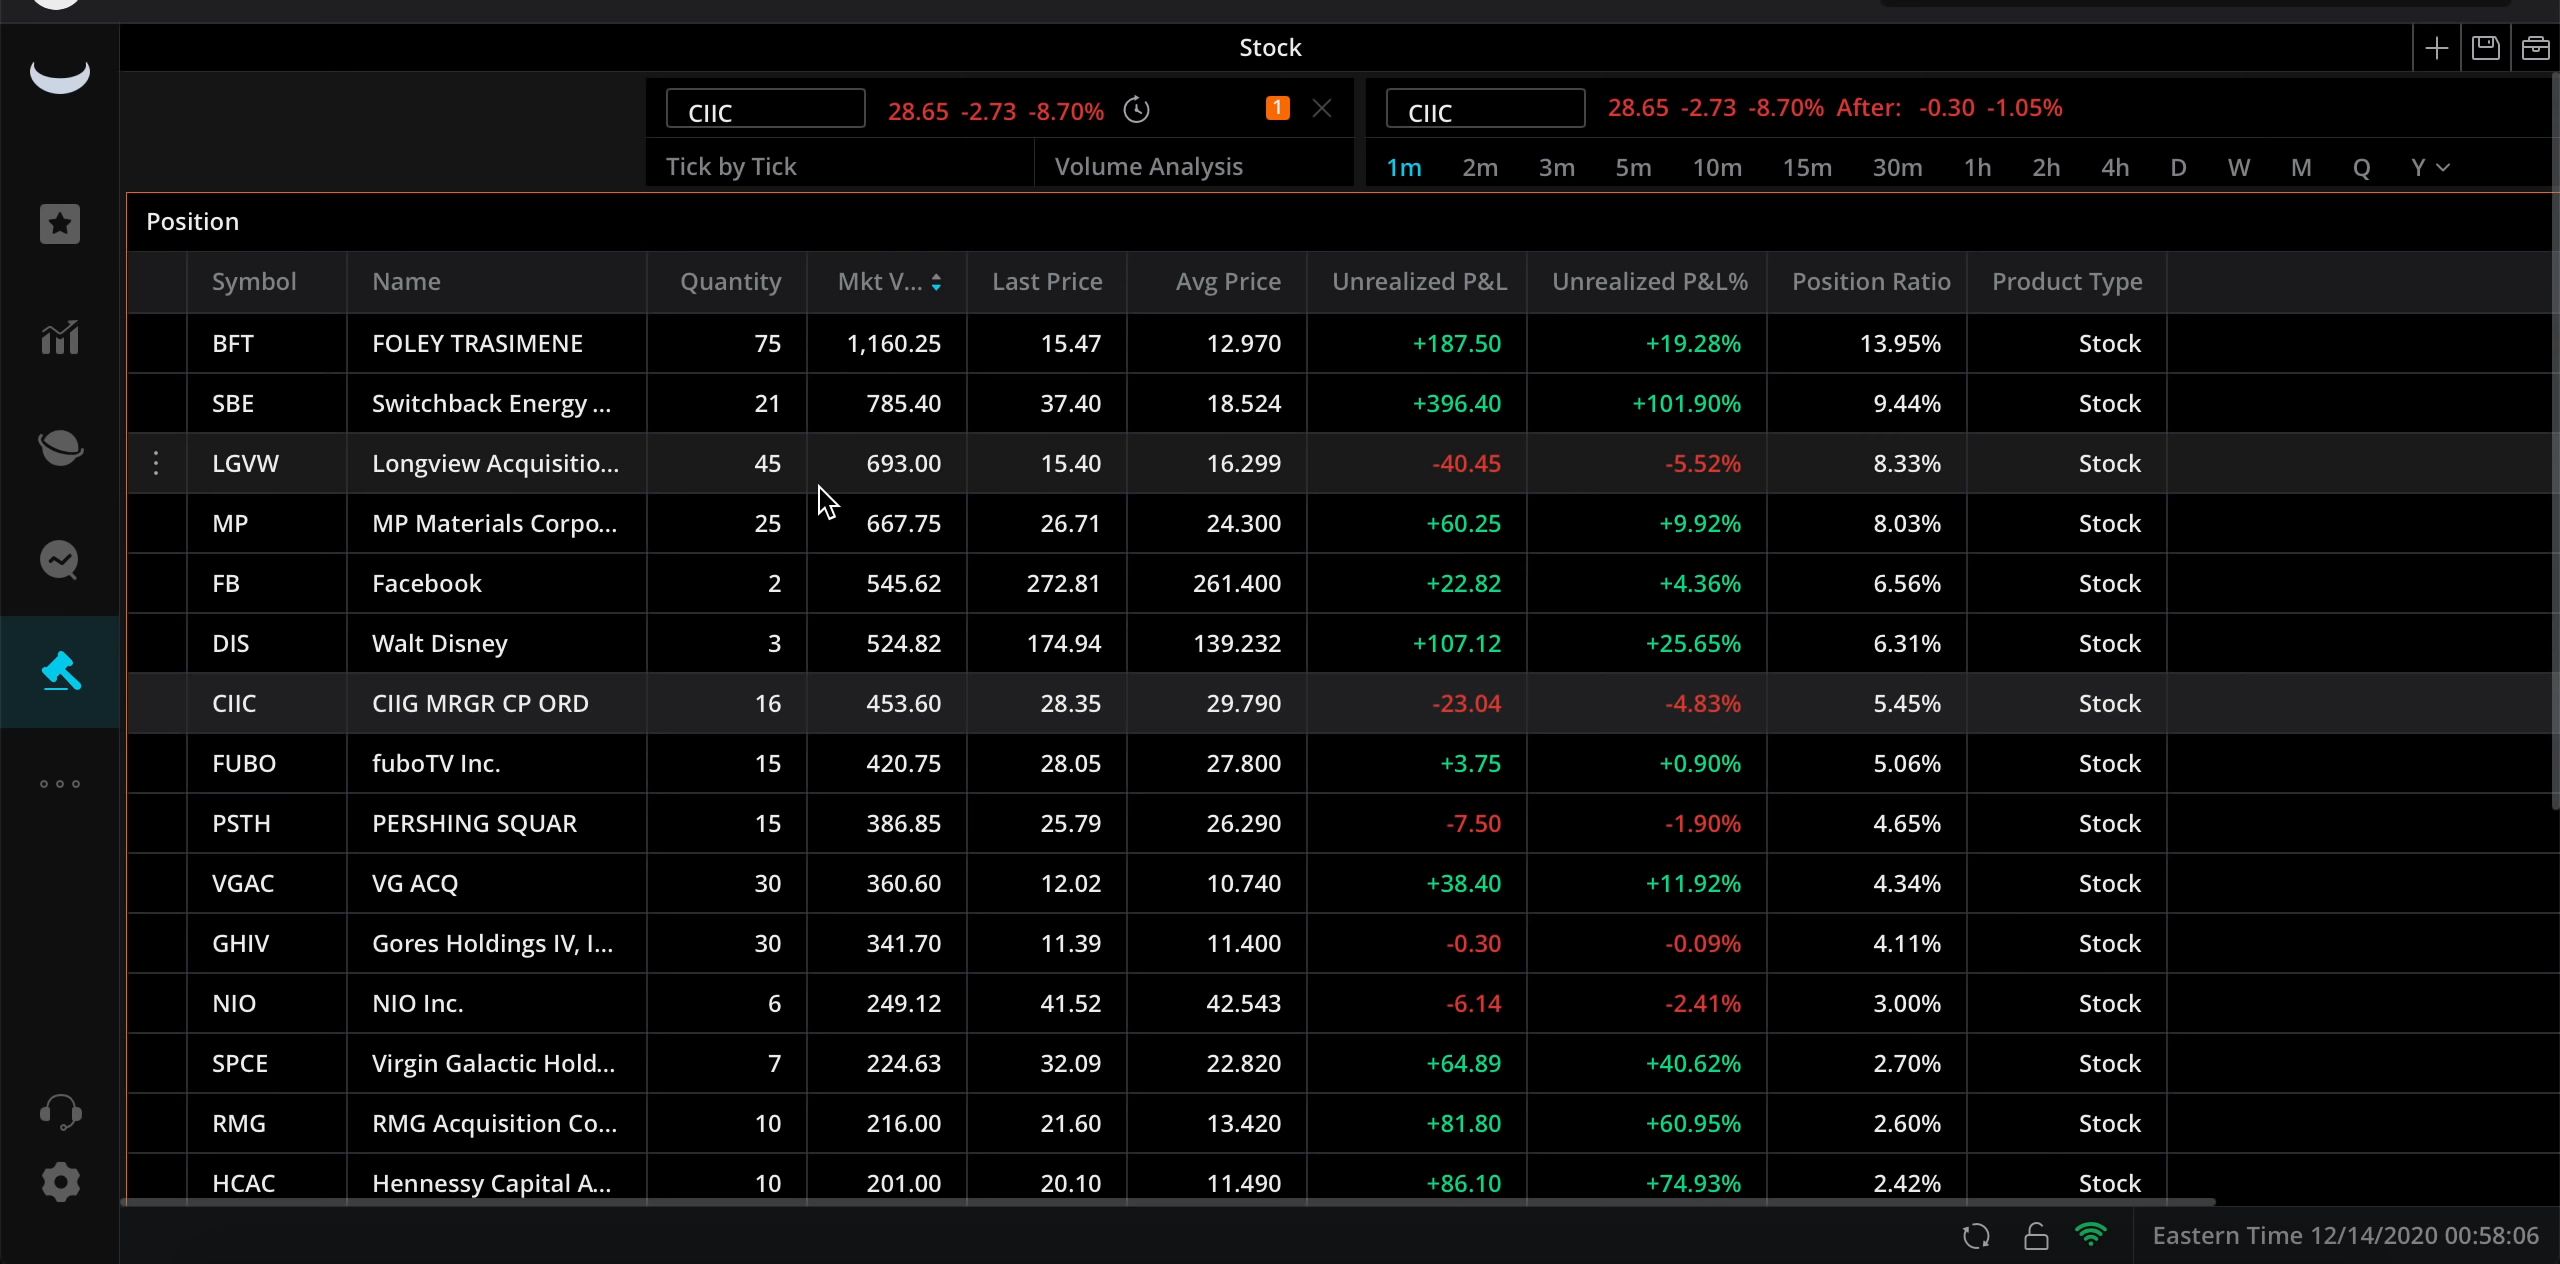 Stock
CIIC 28.65 -2.73 -8.70% 1
CIIC 28.65 -2.73 -8.70% After: -0.30 -1.05%
Tick by Tick Volume Analysis
1m 2m 3m 5m 10m 15m 30m 1h 2h 4h D W M Q Y
Position
Symbol Name Quantity Mkt V... Last Price Avg Price Unrealized P&L Unrealized P&L% Position Ratio Product Type
BFT FOLEY TRASIMENE 75 1,160.25 15.47 12.970 +187.50 +19.28% 13.95% Stock
SBE Switchback Energy ... 21 785.40 37.40 18.524 +396.40 +101.90% 9.44% Stock
LGVW Longview Acquisitio... 45 693.00 15.40 16.299 -40.45 -5.52% 8.33% Stock
MP MP Materials Corpo... 25 667.75 26.71 24.300 +60.25 +9.92% 8.03% Stock
FB Facebook 2 545.62 272.81 261.400 +22.82 +4.36% 6.56% Stock
DIS Walt Disney 3 524.82 174.94 139.232 +107.12 +25.65% 6.31% Stock
CIIC CIIG MRGR CP ORD 16 453.60 28.35 29.790 -23.04 -4.83% 5.45% Stock
FUBO fuboTV Inc. 15 420.75 28.05 27.800 +3.75 +0.90% 5.06% Stock
PSTH PERSHING SQUAR 15 386.85 25.79 26.290 -7.50 -1.90% 4.65% Stock
VGAC VG ACQ 30 360.60 12.02 10.740 +38.40 +11.92% 4.34% Stock
GHIV Gores Holdings IV, I... 30 341.70 11.39 11.400 -0.30 -0.09% 4.11% Stock
NIO NIO Inc. 6 249.12 41.52 42.543 -6.14 -2.41% 3.00% Stock
SPCE Virgin Galactic Hold... 7 224.63 32.09 22.820 +64.89 +40.62% 2.70% Stock
RMG RMG Acquisition Co... 10 216.00 21.60 13.420 +81.80 +60.95% 2.60% Stock
HCAC Hennessy Capital A... 10 201.00 20.10 11.490 +86.10 +74.93% 2.42% Stock
Eastern Time 12/14/2020 00:58:06